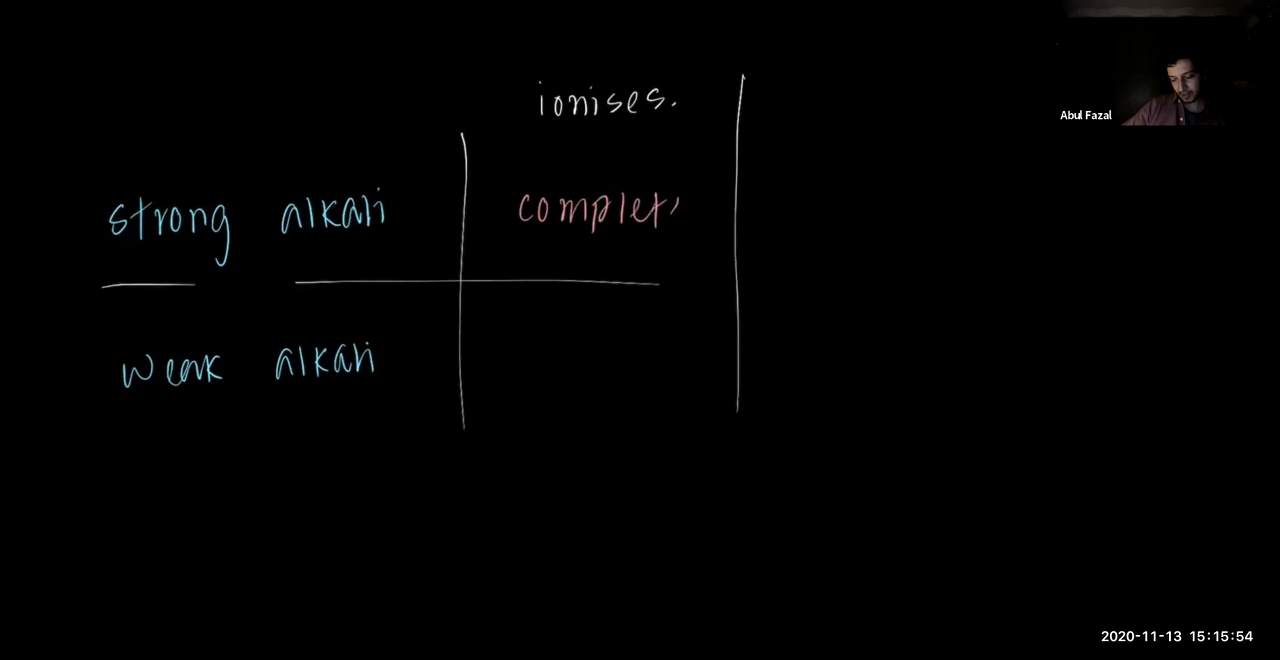 ionises.
Abul Fazal
strong alkali
complet
weak alkali
2020-11-13 15:15:54